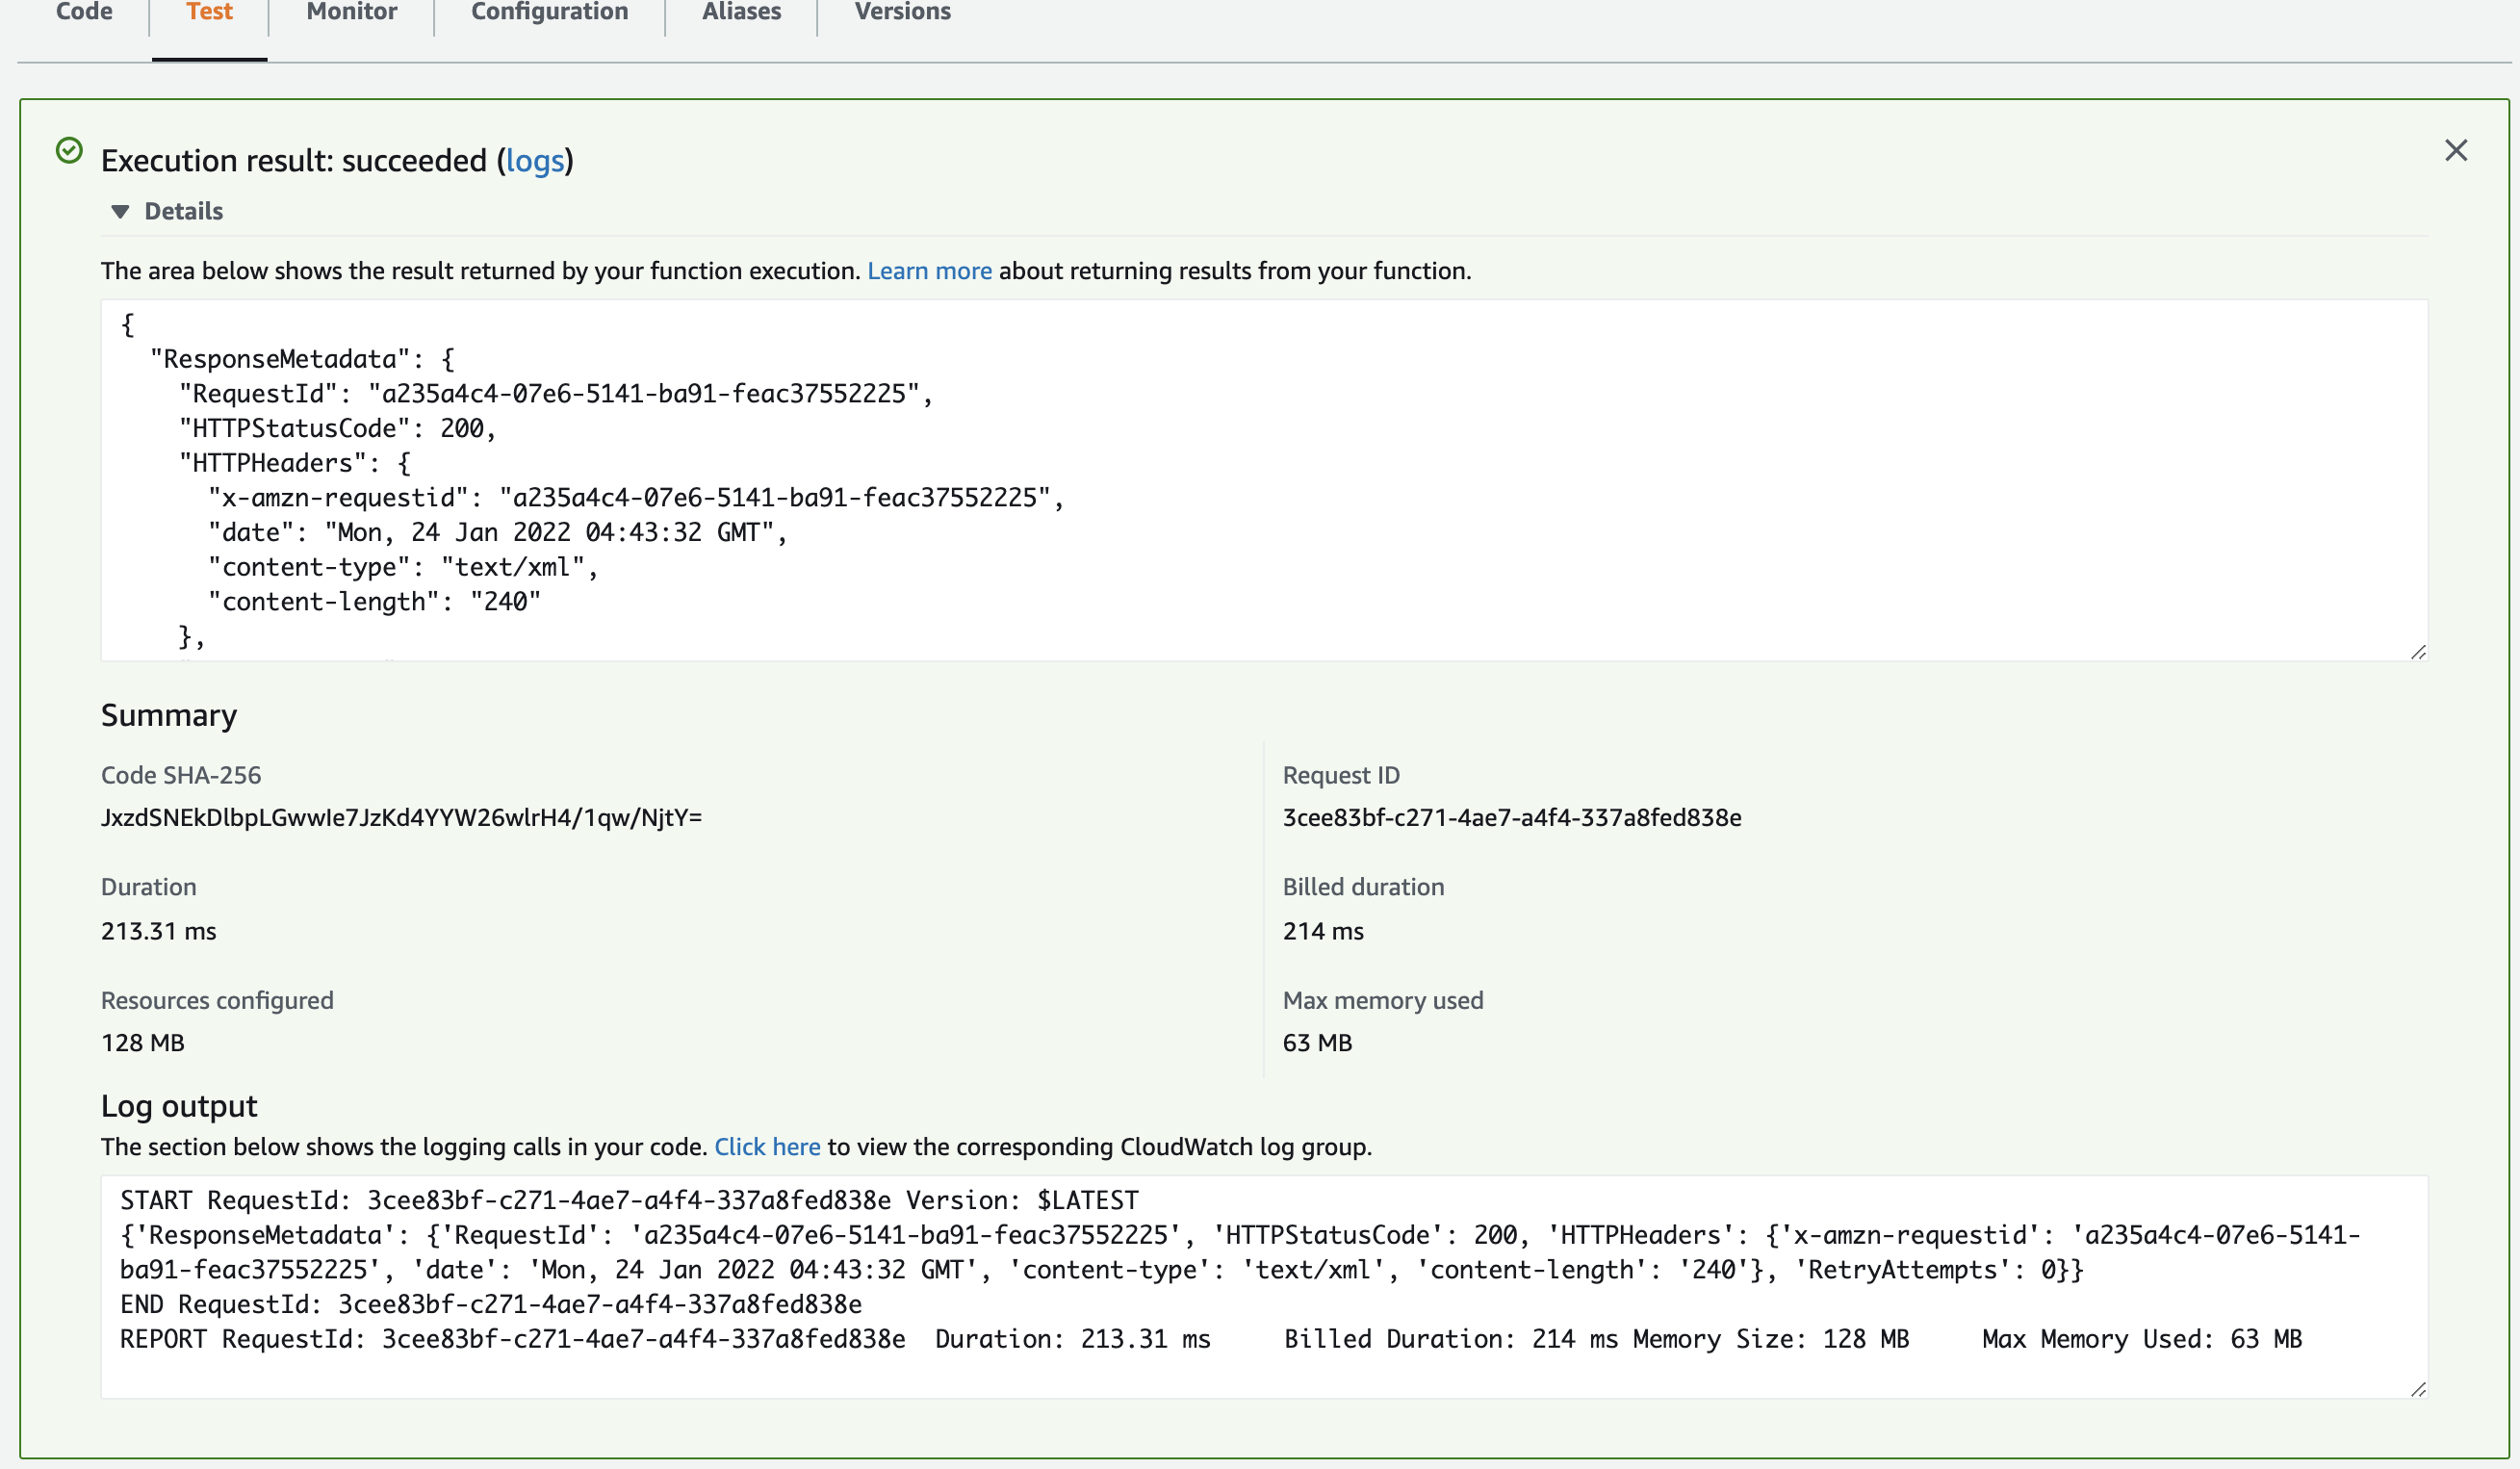 Code Test Monitor Configuration Aliases Versions
Execution result: succeeded (logs)
Details
The area below shows the result returned by your function execution. Learn more about returning results from your function.
{
"ResponseMetadata": {
"RequestId": "a235a4c4-07e6-5141-ba91-feac37552225",
"HTTPStatusCode": 200,
"HTTPHeaders": {
"x-amzn-requestid": "a235a4c4-07e6-5141-ba91-feac37552225",
"date": "Mon, 24 Jan 2022 04:43:32 GMT",
"content-type": "text/xml",
"content-length": "240"
},
Summary
Code SHA-256
JxzdSNEkDlbpLGwwIe7JzKd4YYW26wlrH4/1qw/NjtY=
Request ID
3cee83bf-c271-4ae7-a4f4-337a8fed838e
Duration
213.31 ms
Billed duration
214 ms
Resources configured
128 MB
Max memory used
63 MB
Log output
The section below shows the logging calls in your code. Click here to view the corresponding CloudWatch log group.
START RequestId: 3cee83bf-c271-4ae7-a4f4-337a8fed838e Version: $LATEST
{'ResponseMetadata': {'RequestId': 'a235a4c4-07e6-5141-ba91-feac37552225', 'HTTPStatusCode': 200, 'HTTPHeaders': {'x-amzn-requestid': 'a235a4c4-07e6-5141-
ba91-feac37552225', 'date': 'Mon, 24 Jan 2022 04:43:32 GMT', 'content-type': 'text/xml', 'content-length': '240'}, 'RetryAttempts': 0}}
END RequestId: 3cee83bf-c271-4ae7-a4f4-337a8fed838e
REPORT RequestId: 3cee83bf-c271-4ae7-a4f4-337a8fed838e Duration: 213.31 ms Billed Duration: 214 ms Memory Size: 128 MB Max Memory Used: 63 MB